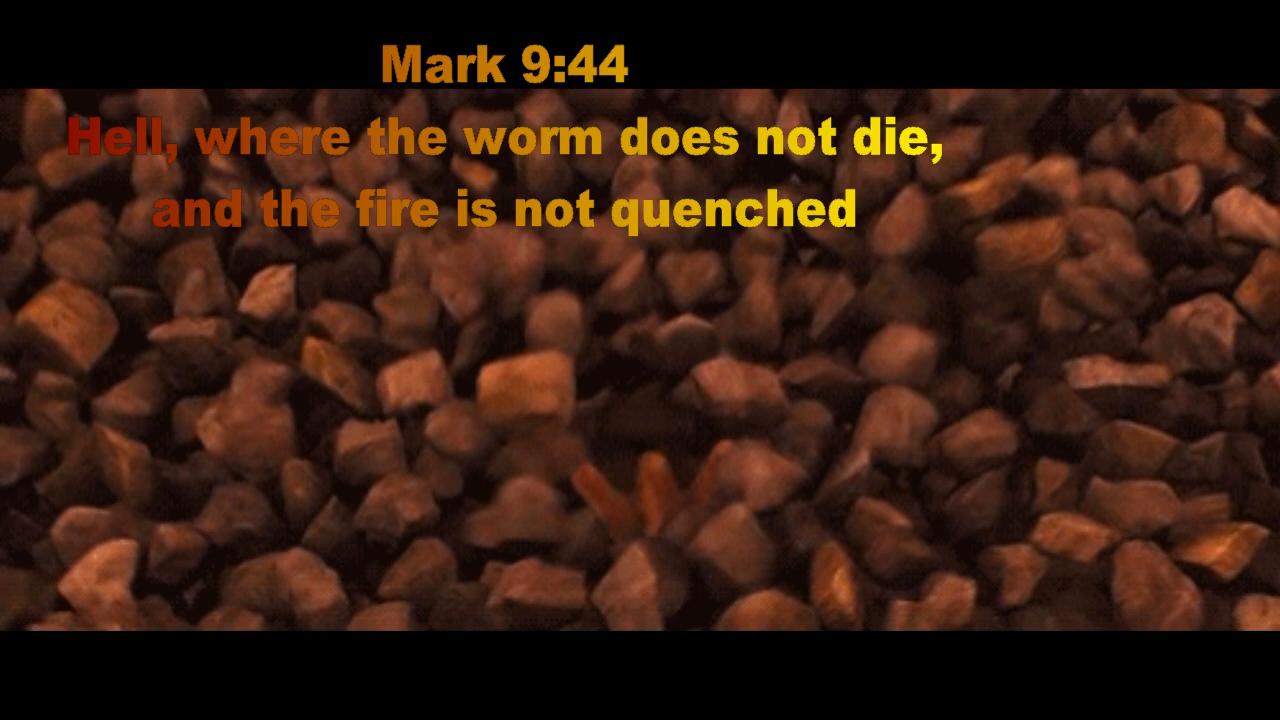 Mark 9:44
Hell, where the worm does not die,
and the fire is not quenched